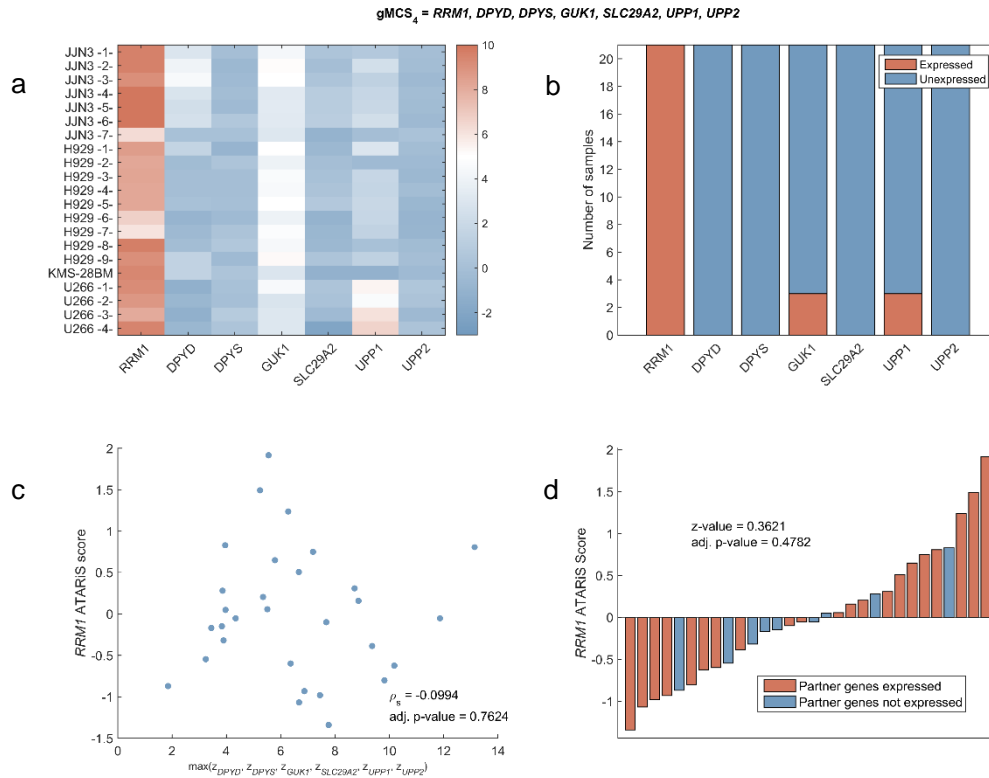 gMCS4 = RRM1, DPYD, DPYS, GUK1, SLC29A2, UPP1, UPP2
a
JJN3 -1-
JJN3 -2-
JJN3 -3-
JJN3 -4-
JJN3 -5-
JJN3 -6-
JJN3 -7-
H929 -1-
H929 -2-
H929 -3-
H929 -4-
H929 -5-
H929 -6-
H929 -7-
H929 -8-
H929 -9-
KMS-28BM
U266 -1-
U266 -2-
U266 -3-
U266 -4-
RRM1
DPYD
DPYS
GUK1
SLC29A2
UPP1
UPP2
10
8
6
4
2
0
-2
b
Number of samples
20
18
16
14
12
10
8
6
4
2
0
Expressed
Unexpressed
RRM1
DPYD
DPYS
GUK1
SLC29A2
UPP1
UPP2
c
RRM1 ATARiS Score
2
1.5
1
0.5
0
-0.5
-1
-1.5
0 2 4 6 8 10 12 14
ρs = -0.0994
adj. p-value = 0.7624
max(zDPYD, zDPYS, zGUK1, zSLC29A2, zUPP1, zUPP2)
d
RRM1 ATARiS Score
2
1.5
1
0.5
0
-0.5
-1
z-value = 0.3621
adj. p-value = 0.4782
Partner genes expressed
Partner genes not expressed